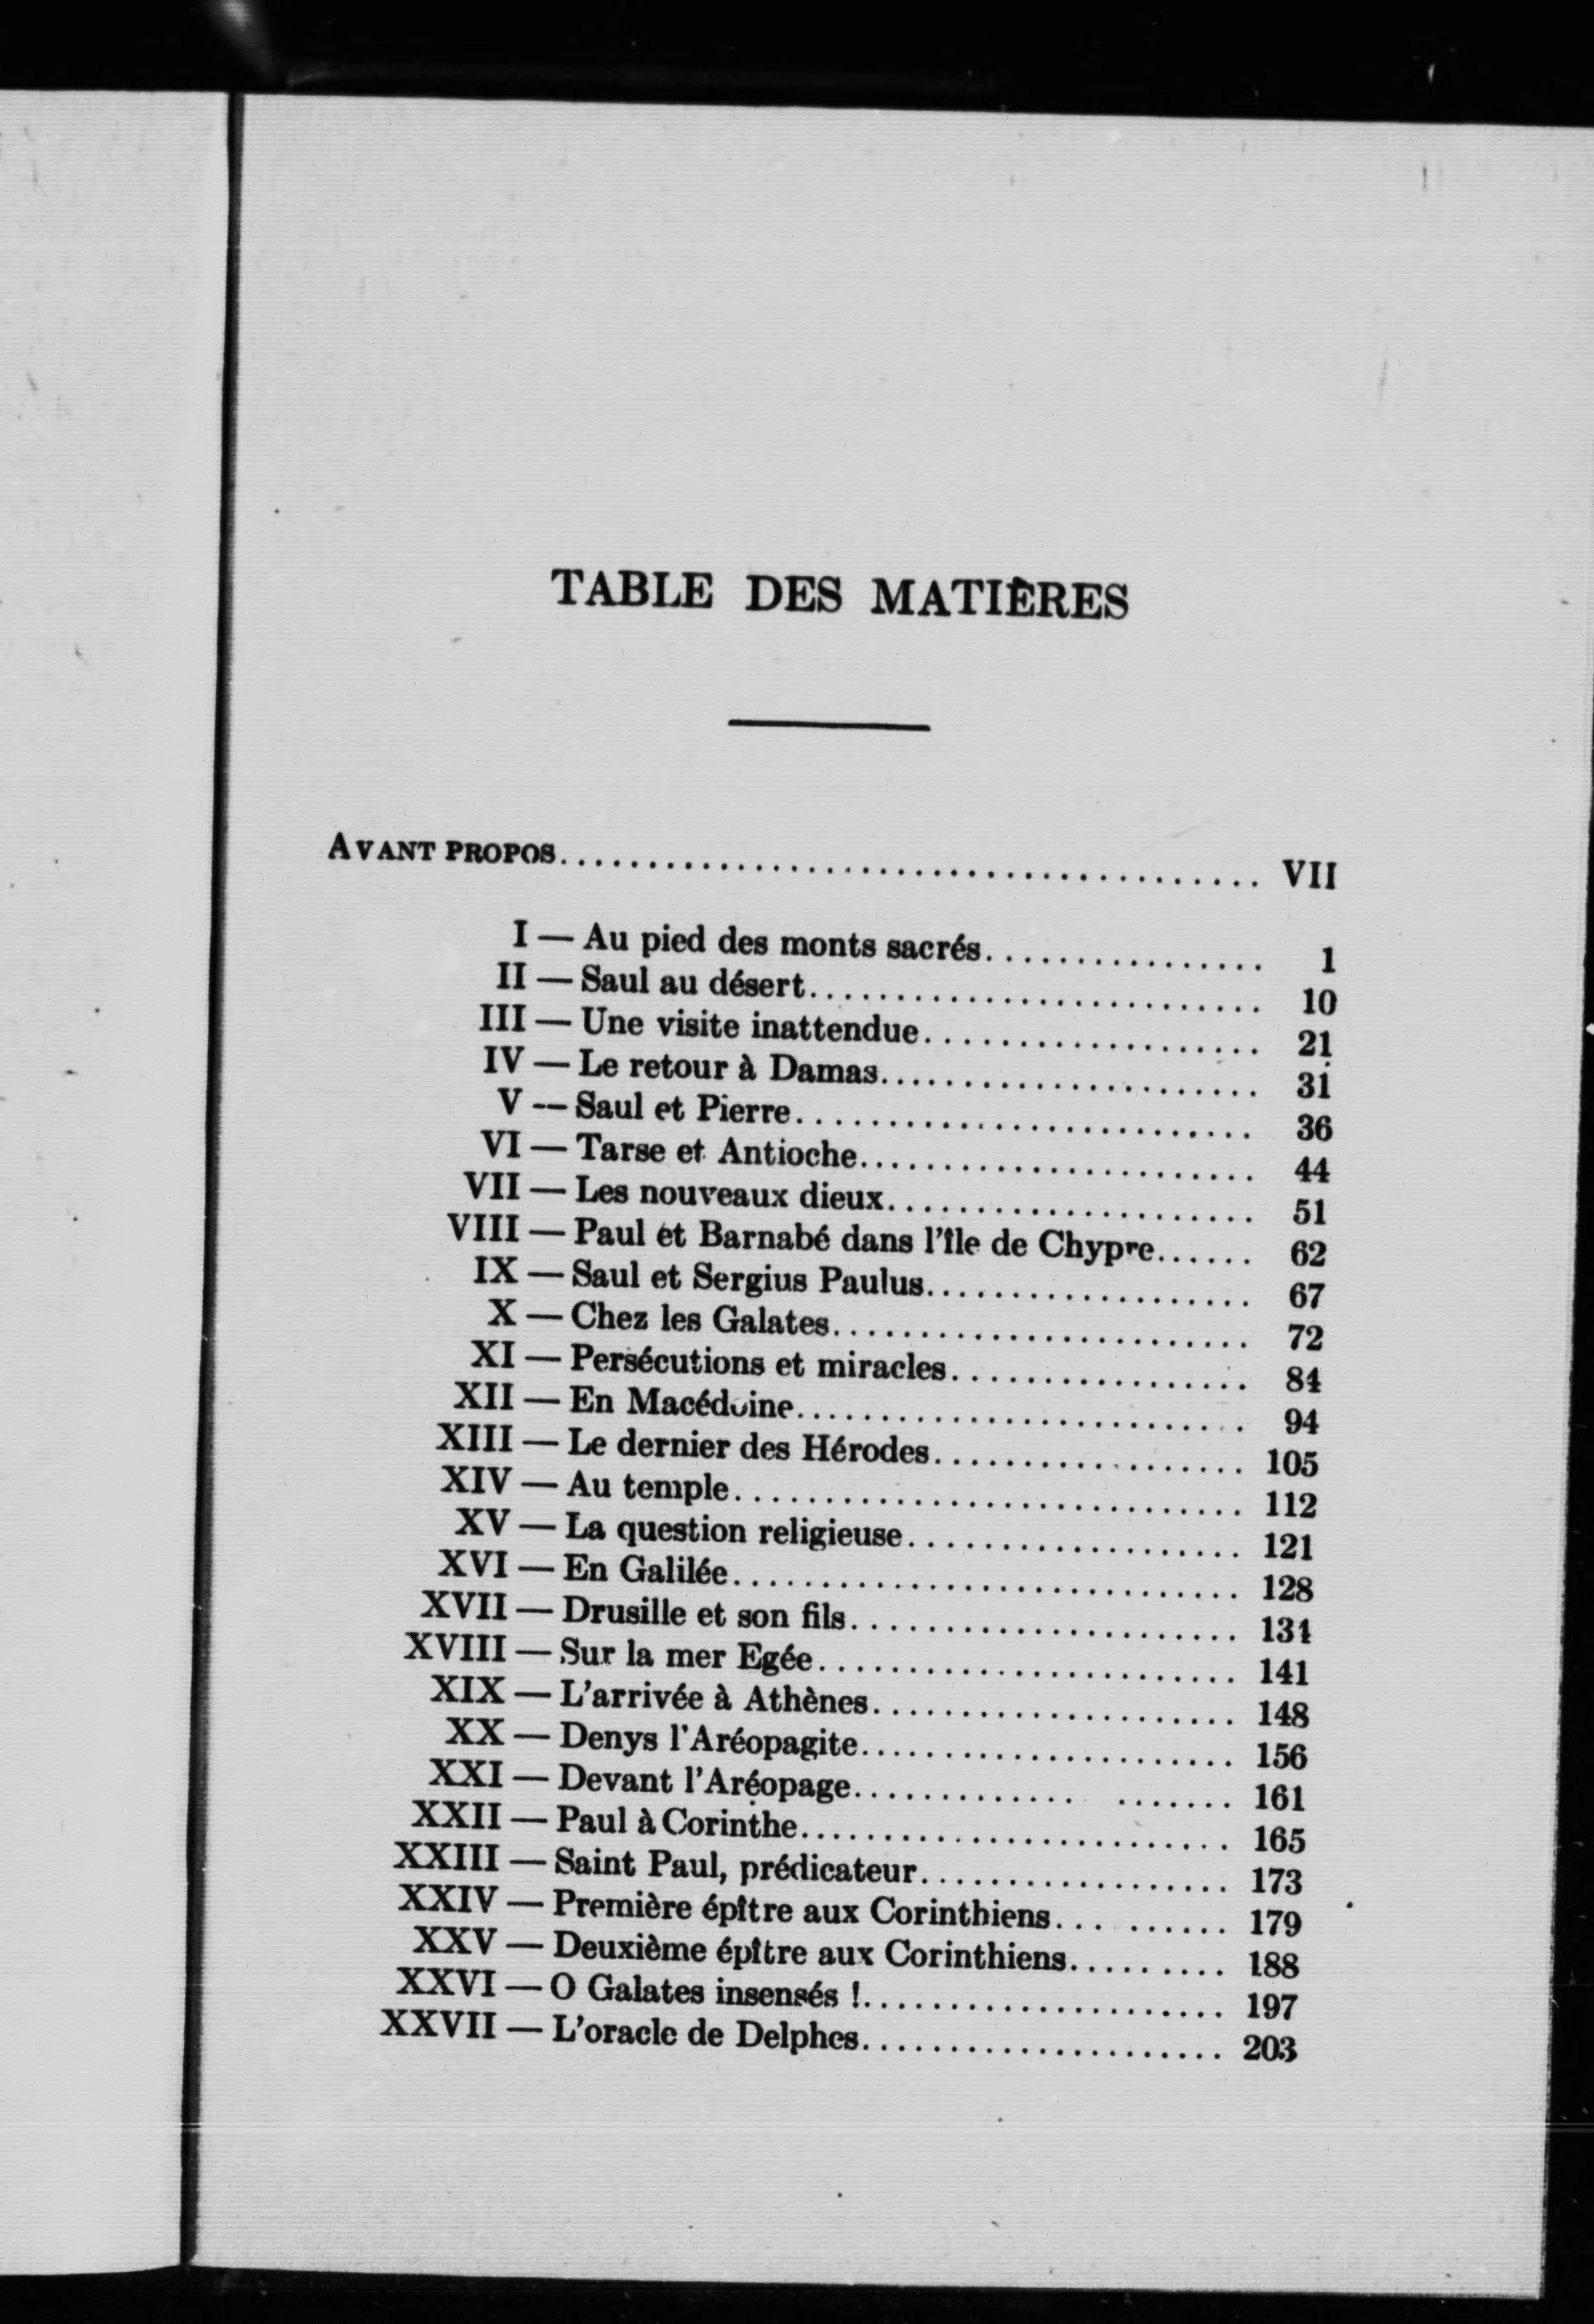 TABLE DES MATIÈRES
AVANT PROPOS........................................ VII
I — Au pied des monts sacrés................ 1
II — Saul au désert.......................... 10
III — Une visite inattendue................... 21
IV — Le retour à Damas...................... 31
V — Saul et Pierre.......................... 36
VI — Tarse et Antioche....................... 44
VII — Les nouveaux dieux..................... 51
VIII — Paul et Barnabé dans l'île de Chypre...... 62
IX — Saul et Sergius Paulus................... 67
X — Chez les Galates........................ 72
XI — Persécutions et miracles................. 84
XII — En Macédoine.......................... 94
XIII — Le dernier des Hérodes.................. 105
XIV — Au temple............................. 112
XV — La question religieuse................... 121
XVI — En Galilée............................. 128
XVII — Drusille et son fils...................... 134
XVIII — Sur la mer Egée........................ 141
XIX — L'arrivée à Athènes..................... 148
XX — Denys l'Aréopagite...................... 156
XXI — Devant l'Aréopage............. ....... 161
XXII — Paul à Corinthe......................... 165
XXIII — Saint Paul, prédicateur.................. 173
XXIV — Première épître aux Corinthiens... ...... 179
XXV — Deuxième épître aux Corinthiens......... 188
XXVI — O Galates insensés !..................... 197
XXVII — L'oracle de Delphes..................... 203